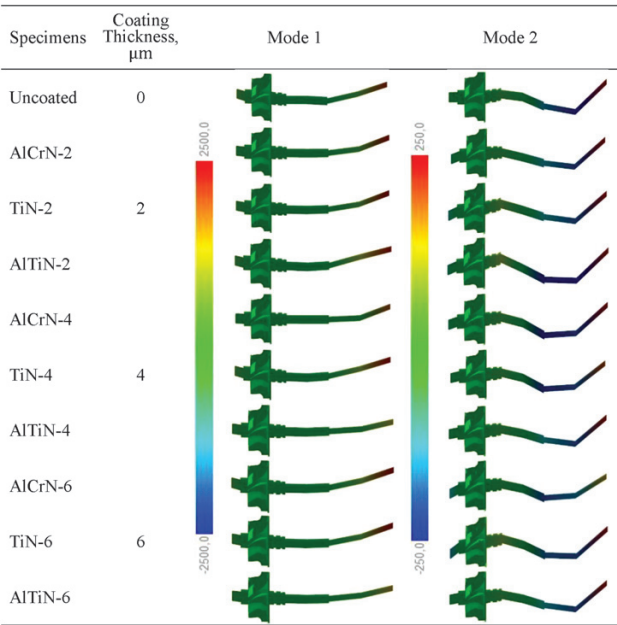 Specimens
Coating
Thickness,
μm
Mode 1
Mode 2
Uncoated 0
AlCrN-2
TiN-2 2
AlTiN-2
AlCrN-4
TiN-4 4
AlTiN-4
AlCrN-6
TiN-6 6
AlTiN-6
2500,0
-2500,0
250,0
-250,0